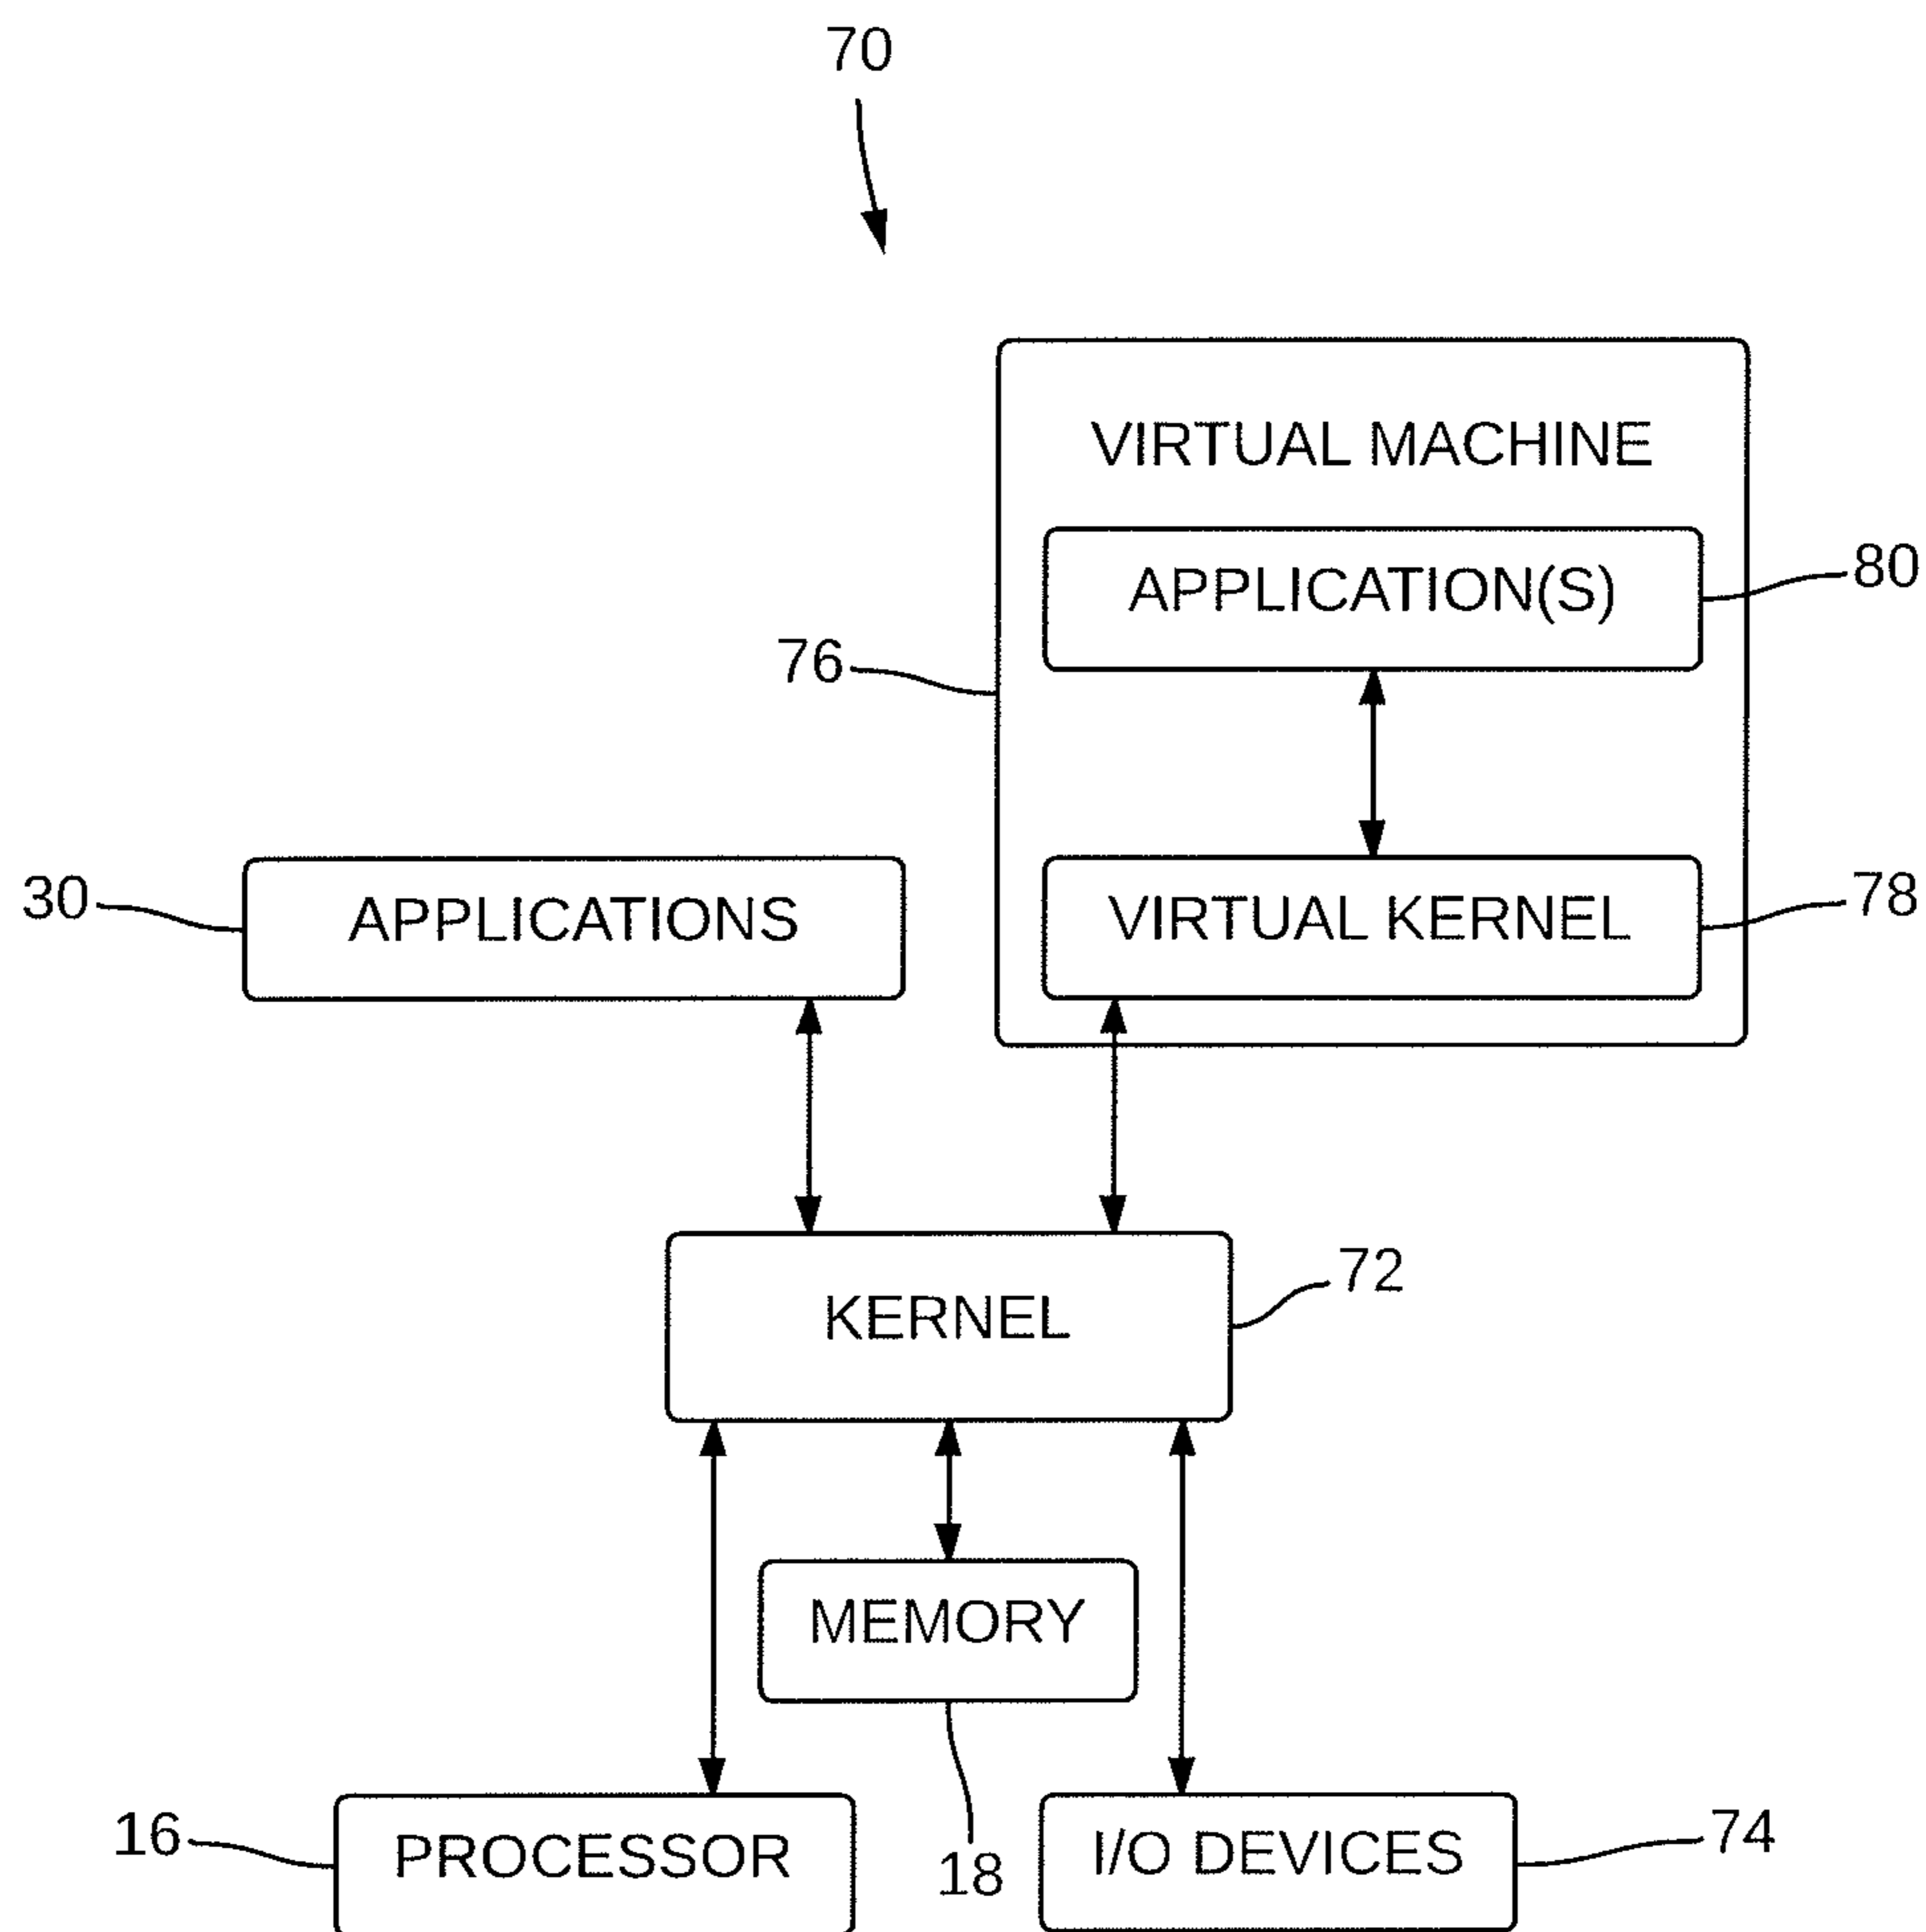 70
VIRTUAL MACHINE
APPLICATION(S)
80
76
30
APPLICATIONS
VIRTUAL KERNEL
78
KERNEL
72
MEMORY
16
PROCESSOR
18
I/O DEVICES
74